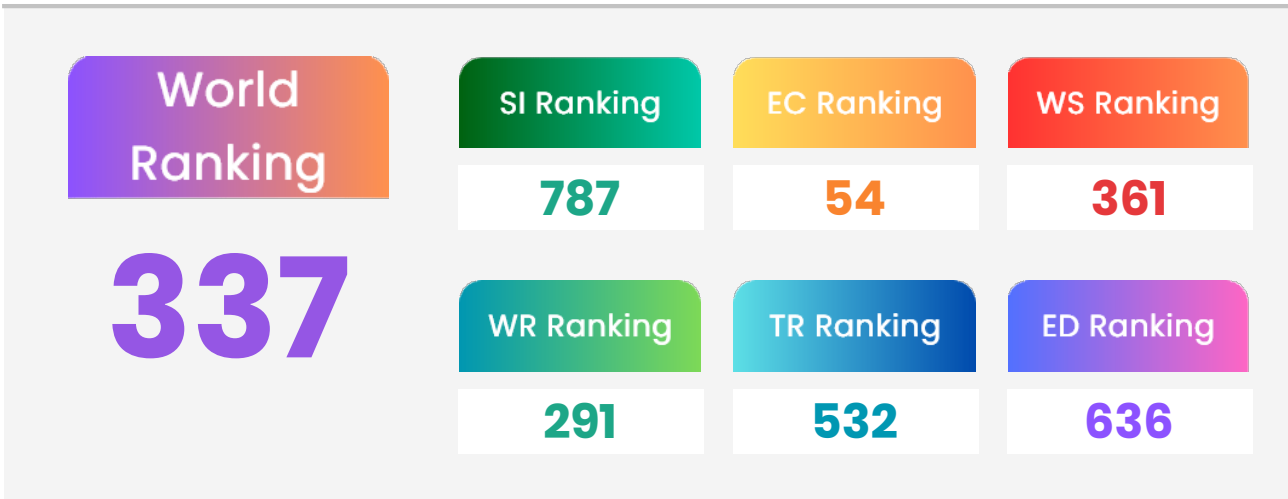 World
Ranking
337
SI Ranking
787
EC Ranking
54
WS Ranking
361
WR Ranking
291
TR Ranking
532
ED Ranking
636